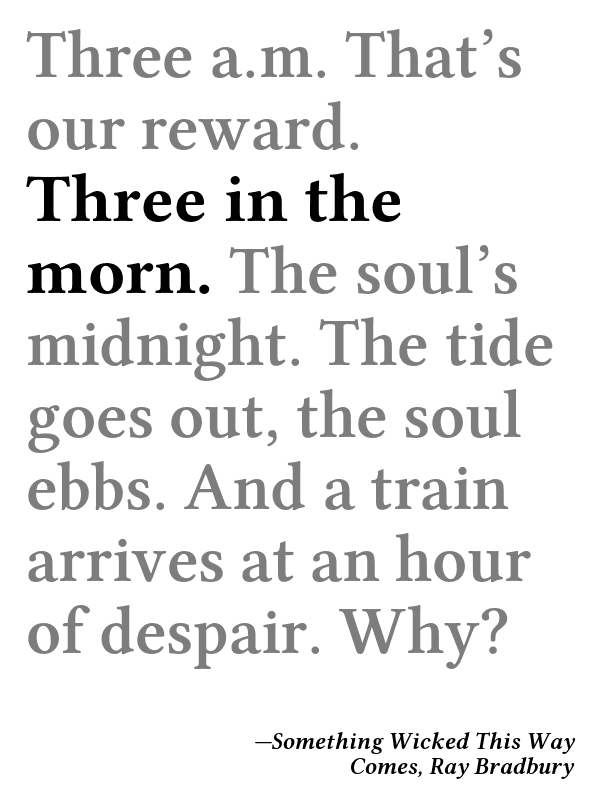 Three a.m. That’s
our reward.
Three in the
morn. The soul’s
midnight. The tide
goes out, the soul
ebbs. And a train
arrives at an hour
of despair. Why?
—Something Wicked This Way
Comes, Ray Bradbury